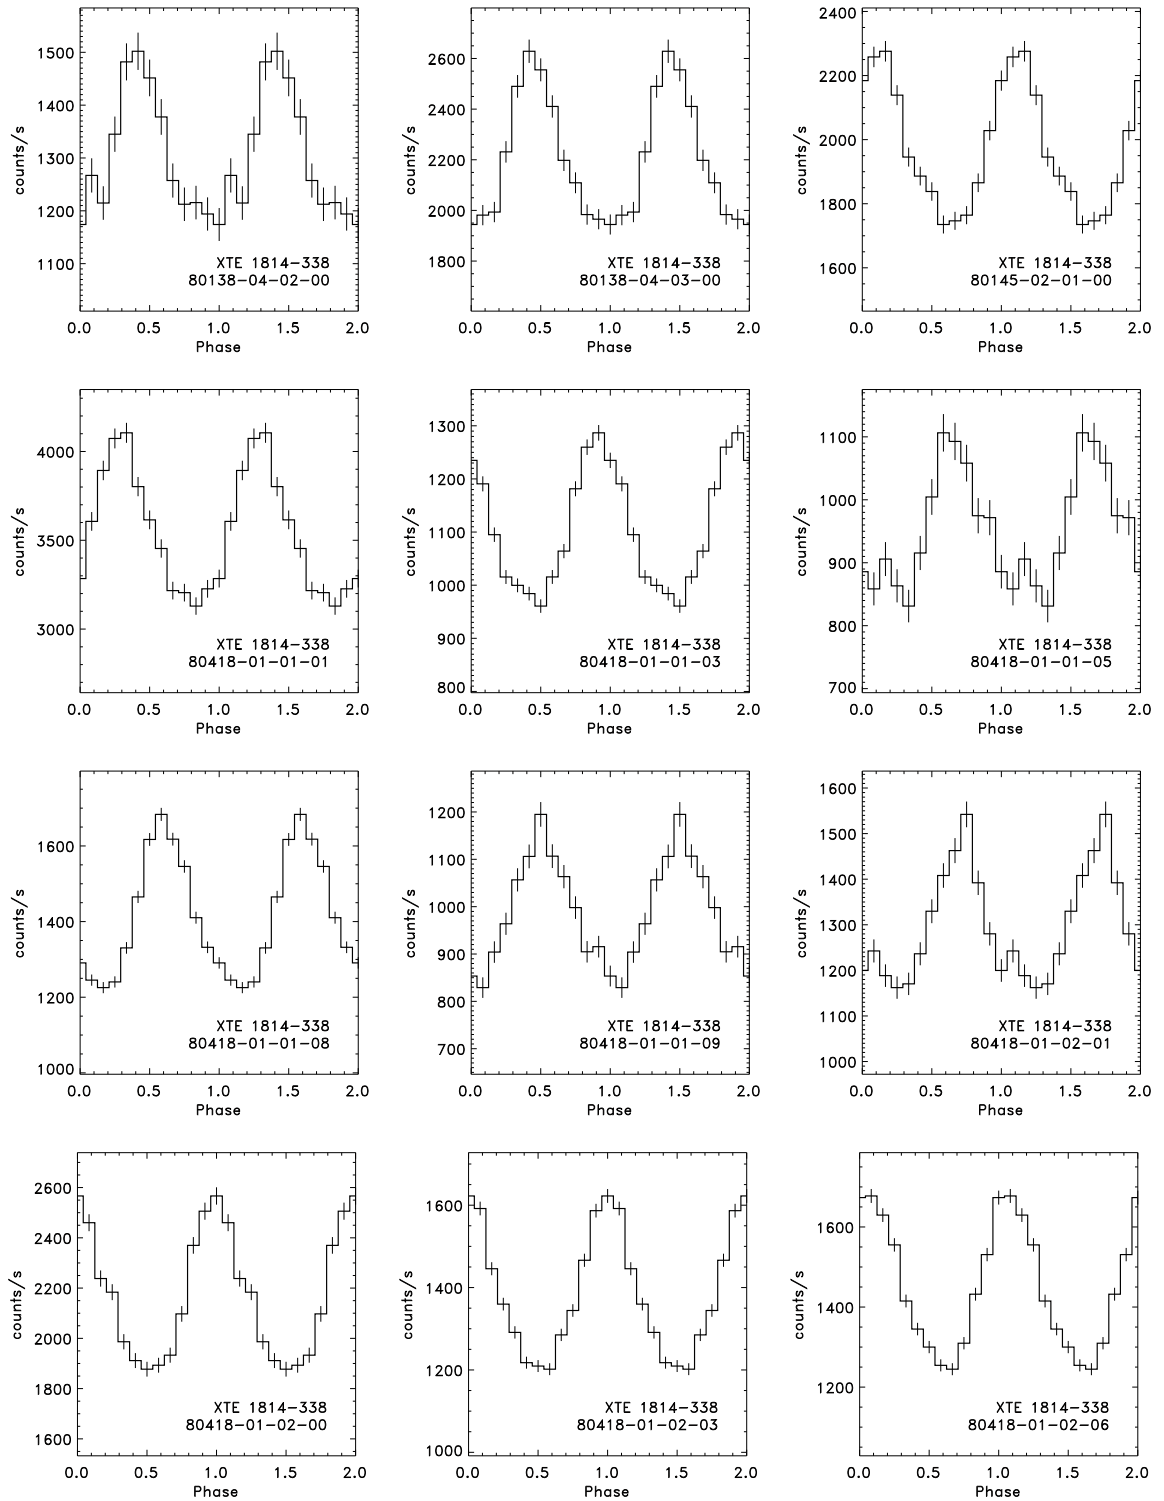 1500
1400
1300
1200
1100
counts/s
0.0 0.5 1.0 1.5 2.0
Phase
XTE 1814-338
80138-04-02-00
2600
2400
2200
2000
1800
counts/s
0.0 0.5 1.0 1.5 2.0
Phase
XTE 1814-338
80138-04-03-00
2400
2200
2000
1800
1600
counts/s
0.0 0.5 1.0 1.5 2.0
Phase
XTE 1814-338
80145-02-01-00
4000
3500
3000
counts/s
0.0 0.5 1.0 1.5 2.0
Phase
XTE 1814-338
80418-01-01-01
1300
1200
1100
1000
900
800
counts/s
0.0 0.5 1.0 1.5 2.0
Phase
XTE 1814-338
80418-01-01-03
1100
1000
900
800
700
counts/s
0.0 0.5 1.0 1.5 2.0
Phase
XTE 1814-338
80418-01-01-05
1600
1400
1200
1000
counts/s
0.0 0.5 1.0 1.5 2.0
Phase
XTE 1814-338
80418-01-01-08
1200
1100
1000
900
800
700
counts/s
0.0 0.5 1.0 1.5 2.0
Phase
XTE 1814-338
80418-01-01-09
1600
1500
1400
1300
1200
1100
1000
counts/s
0.0 0.5 1.0 1.5 2.0
Phase
XTE 1814-338
80418-01-02-01
2600
2400
2200
2000
1800
1600
counts/s
0.0 0.5 1.0 1.5 2.0
Phase
XTE 1814-338
80418-01-02-00
1600
1400
1200
1000
counts/s
0.0 0.5 1.0 1.5 2.0
Phase
XTE 1814-338
80418-01-02-03
1600
1400
1200
counts/s
0.0 0.5 1.0 1.5 2.0
Phase
XTE 1814-338
80418-01-02-06